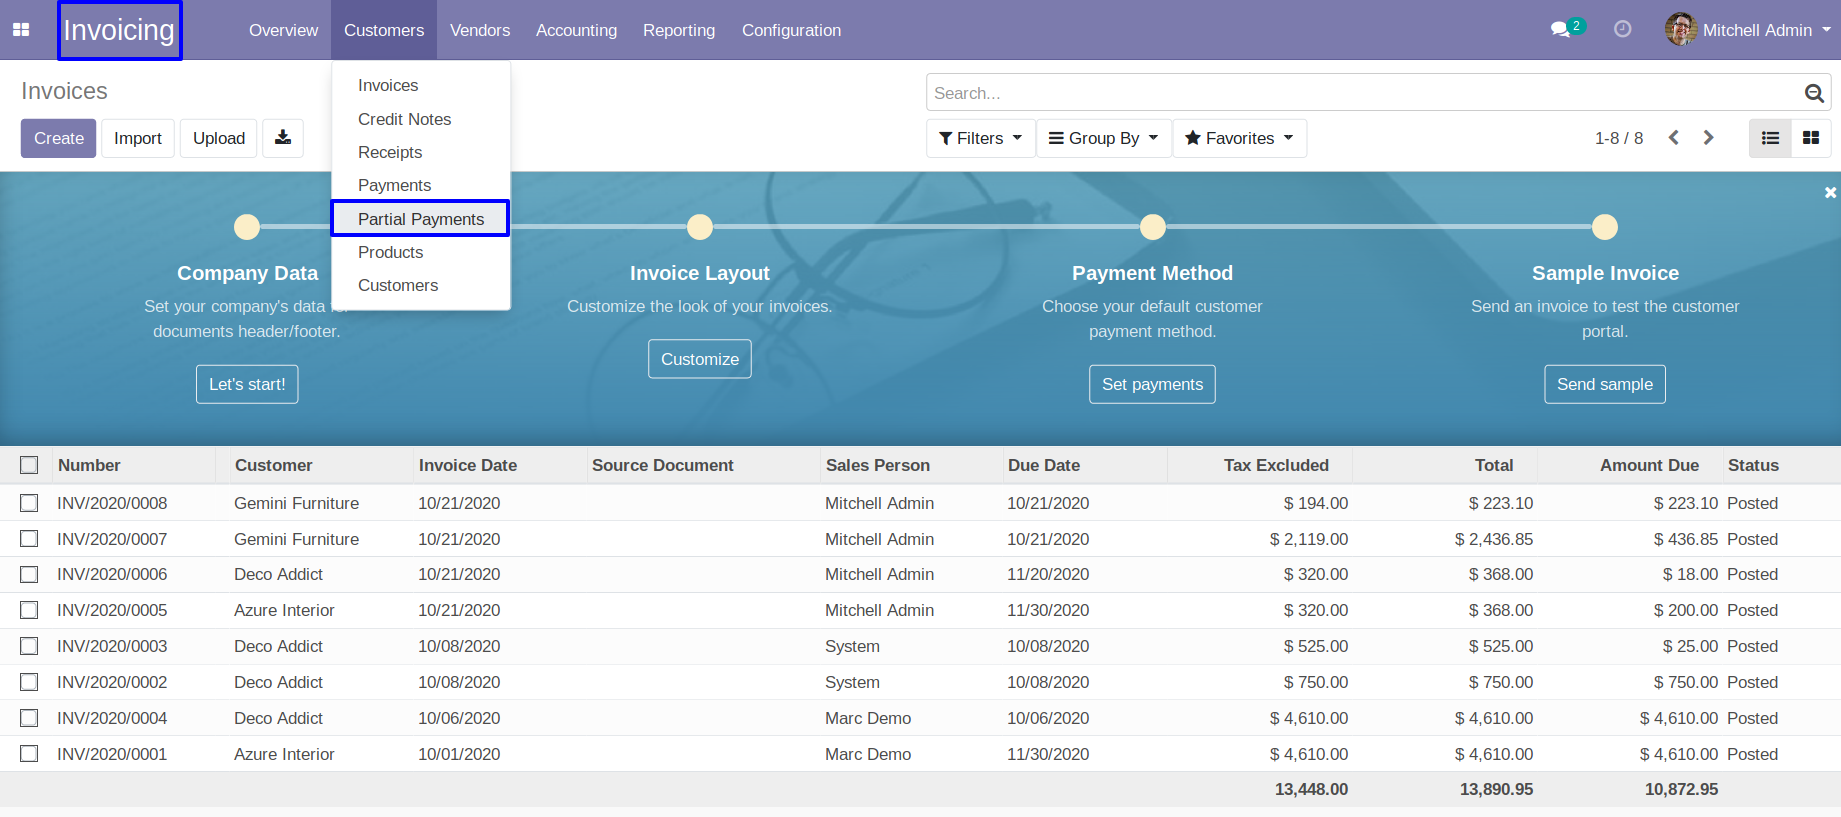 Invoicing Overview Customers Vendors Accounting Reporting Configuration 2 Mitchell Admin
Invoices
Search...
Create Import Upload
Filters Group By Favorites 1-8 / 8
Invoices
Credit Notes
Receipts
Payments
Partial Payments
Products
Customers
Company Data
Set your company's data
documents header/footer.
Let's start!
Invoice Layout
Customize the look of your invoices.
Customize
Payment Method
Choose your default customer
payment method.
Set payments
Sample Invoice
Send an invoice to test the customer
portal.
Send sample
Number Customer Invoice Date Source Document Sales Person Due Date Tax Excluded Total Amount Due Status
INV/2020/0008 Gemini Furniture 10/21/2020 Mitchell Admin 10/21/2020 $ 194.00 $ 223.10 $ 223.10 Posted
INV/2020/0007 Gemini Furniture 10/21/2020 Mitchell Admin 10/21/2020 $ 2,119.00 $ 2,436.85 $ 436.85 Posted
INV/2020/0006 Deco Addict 10/21/2020 Mitchell Admin 11/20/2020 $ 320.00 $ 368.00 $ 18.00 Posted
INV/2020/0005 Azure Interior 10/21/2020 Mitchell Admin 11/30/2020 $ 320.00 $ 368.00 $ 200.00 Posted
INV/2020/0003 Deco Addict 10/08/2020 System 10/08/2020 $ 525.00 $ 525.00 $ 25.00 Posted
INV/2020/0002 Deco Addict 10/08/2020 System 10/08/2020 $ 750.00 $ 750.00 $ 750.00 Posted
INV/2020/0004 Deco Addict 10/06/2020 Marc Demo 10/06/2020 $ 4,610.00 $ 4,610.00 $ 4,610.00 Posted
INV/2020/0001 Azure Interior 10/01/2020 Marc Demo 11/30/2020 $ 4,610.00 $ 4,610.00 $ 4,610.00 Posted
13,448.00 13,890.95 10,872.95